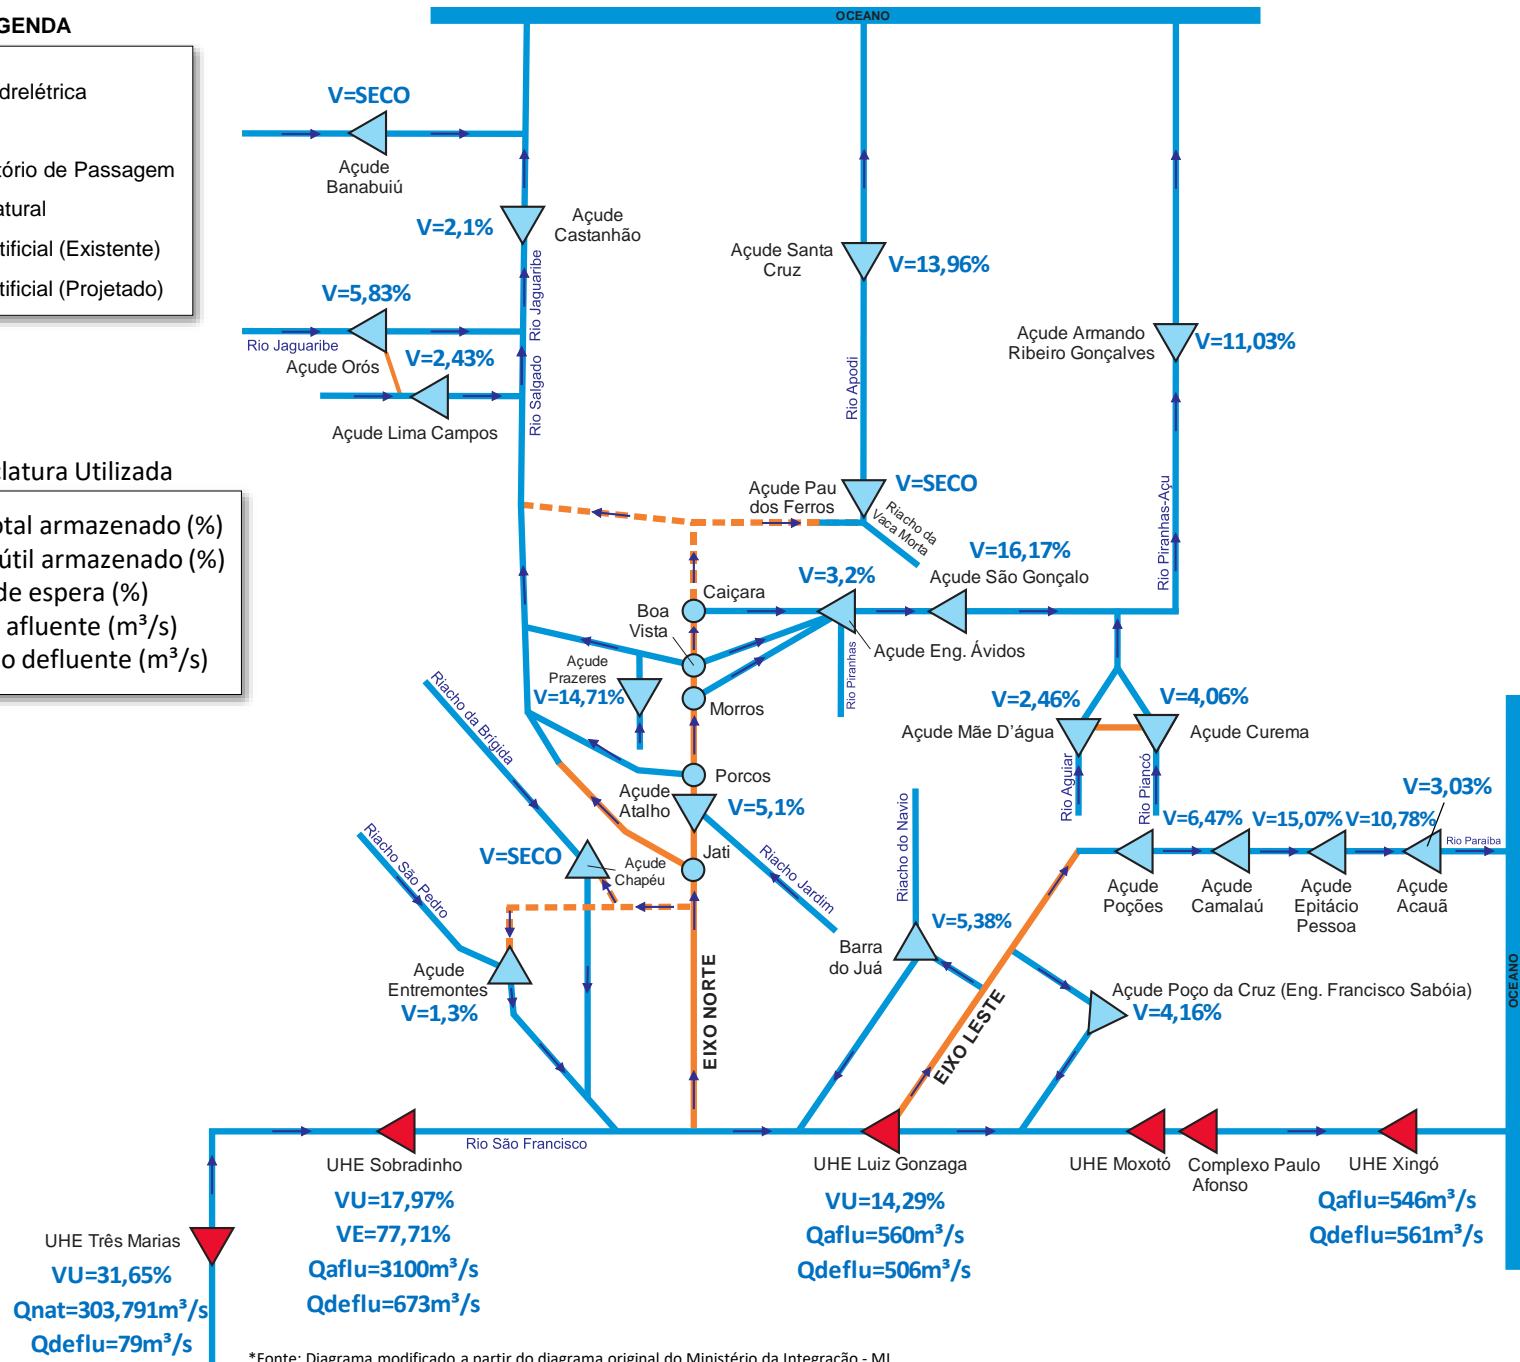 OCEANO
GENDA
drelétrica
tório de Passagem
atural
tificial (Existente)
tificial (Projetado)
V=SECO
Açude
Banabuiú
V=2,1%
Açude
Castanhão
Rio Jaguaribe
Açude Santa
Cruz
V=13,96%
V=5,83%
Rio Jaguaribe
Açude Orós
V=2,43%
Açude Lima Campos
Rio Salgado
Rio Apodi
Açude Armando
Ribeiro Gonçalves
V=11,03%
Rio Piranhas-Açu
clatura Utilizada
otal armazenado (%)
útil armazenado (%)
de espera (%)
afluente (m³/s)
o defluente (m³/s)
Açude Pau
dos Ferros
V=SECO
Riacho da
Vaca Morta
V=16,17%
Açude São Gonçalo
V=3,2%
Caiçara
Boa
Vista
Açude Eng. Ávidos
Rio Piranhas
Açude
Prazeres
V=14,71%
Morros
Riacho da Brígida
V=2,46%
V=4,06%
Açude Mãe D'água
Açude Curema
Rio Aguiar
Rio Piancó
Porcos
Açude
Atalho
V=5,1%
Riacho do Navio
V=3,03%
V=6,47%
V=15,07%
V=10,78%
Rio Paraíba
Riacho São Pedro
V=SECO
Açude
Chapéu
Jati
Riacho Jardim
Açude
Poções
Açude
Camalaú
Açude
Epitácio
Pessoa
Açude
Acauã
V=5,38%
Barra
do Juá
Açude
Entremontes
V=1,3%
EIXO NORTE
EIXO LESTE
Açude Poço da Cruz (Eng. Francisco Sabóia)
V=4,16%
OCEANO
Rio São Francisco
UHE Sobradinho
VU=17,97%
VE=77,71%
Qaflu=3100m³/s
Qdeflu=673m³/s
UHE Luiz Gonzaga
VU=14,29%
Qaflu=560m³/s
Qdeflu=506m³/s
UHE Moxotó
Complexo Paulo
Afonso
UHE Xingó
Qaflu=546m³/s
Qdeflu=561m³/s
UHE Três Marias
VU=31,65%
Qnat=303,791m³/s
Qdeflu=79m³/s
*Fonte: Diagrama modificado a partir do diagrama original do Ministério da Integração - MI